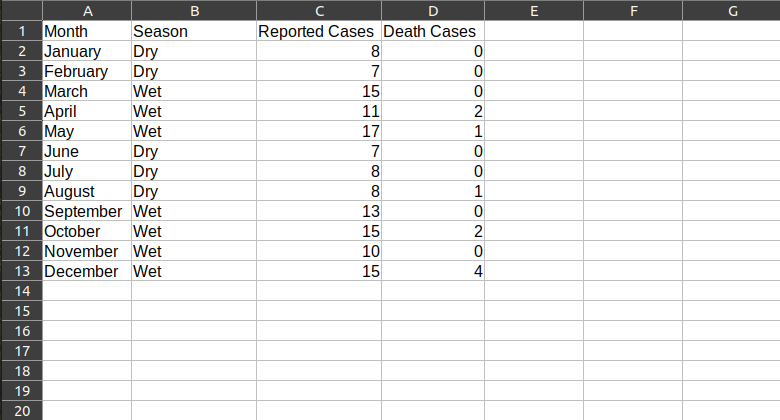 A B C D E F G
1 Month Season Reported Cases Death Cases
2 January Dry 8 0
3 February Dry 7 0
4 March Wet 15 0
5 April Wet 11 2
6 May Wet 17 1
7 June Dry 7 0
8 July Dry 8 0
9 August Dry 8 1
10 September Wet 13 0
11 October Wet 15 2
12 November Wet 10 0
13 December Wet 15 4
14
15
16
17
18
19
20